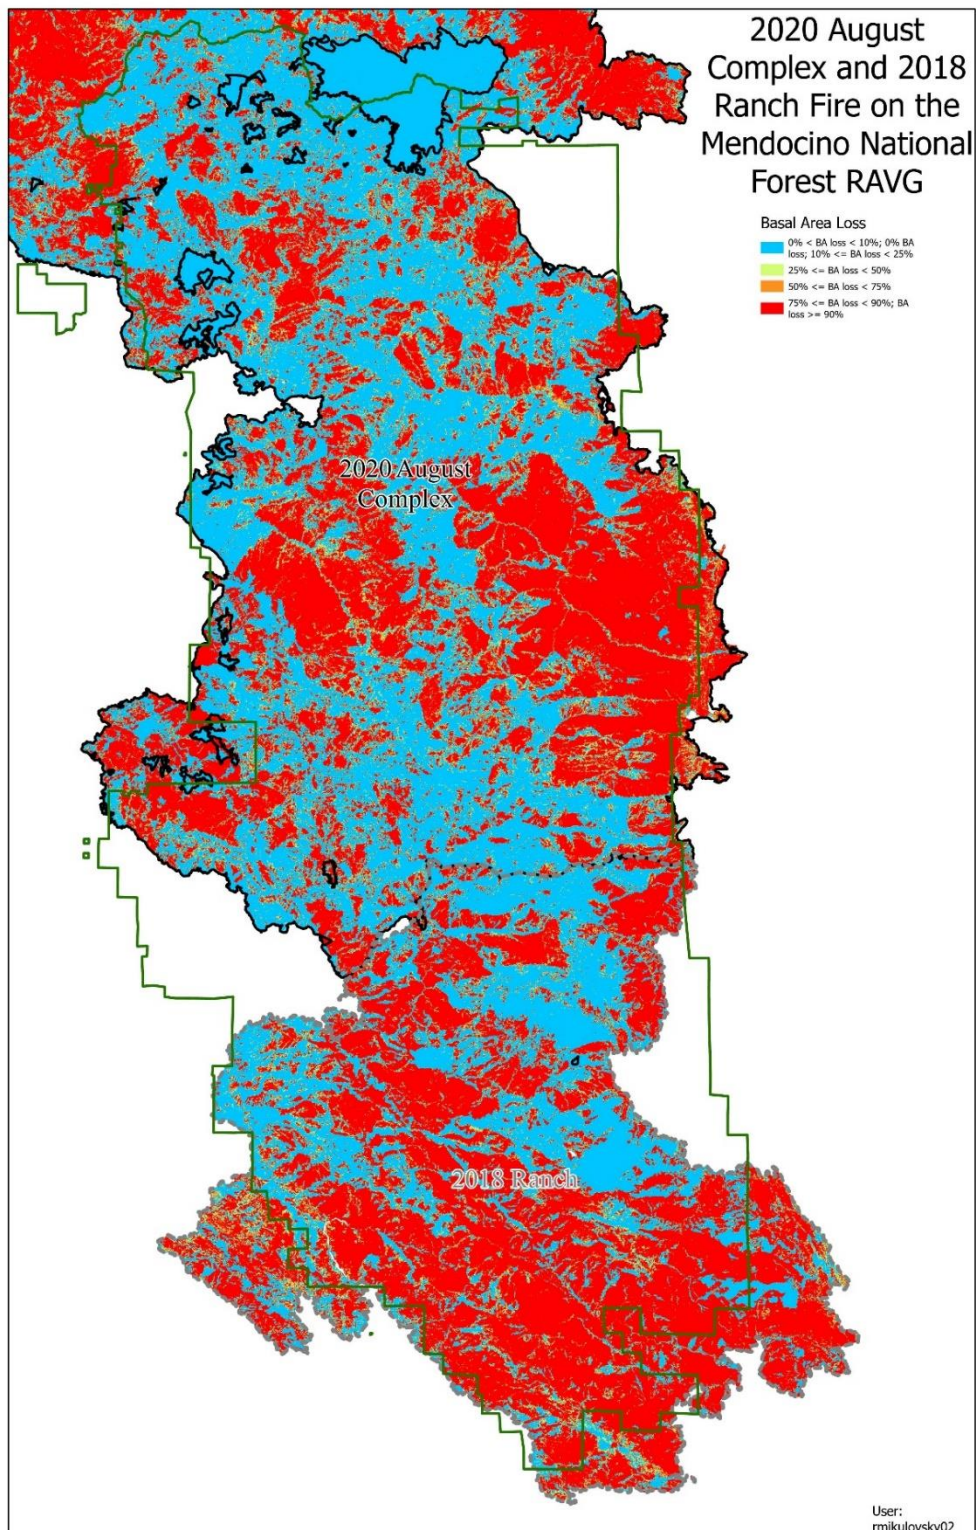 2020 August
Complex and 2018
Ranch Fire on the
Mendocino National
Forest RAVG
Basal Area Loss
0% < BA loss < 10%; 0% BA
loss; 10% <= BA loss < 25%
25% <= BA loss < 50%
50% <= BA loss < 75%
75% <= BA loss < 90%; BA
loss >= 90%
2020 August
Complex
2018 Ranch
User:
rmikulovsky02